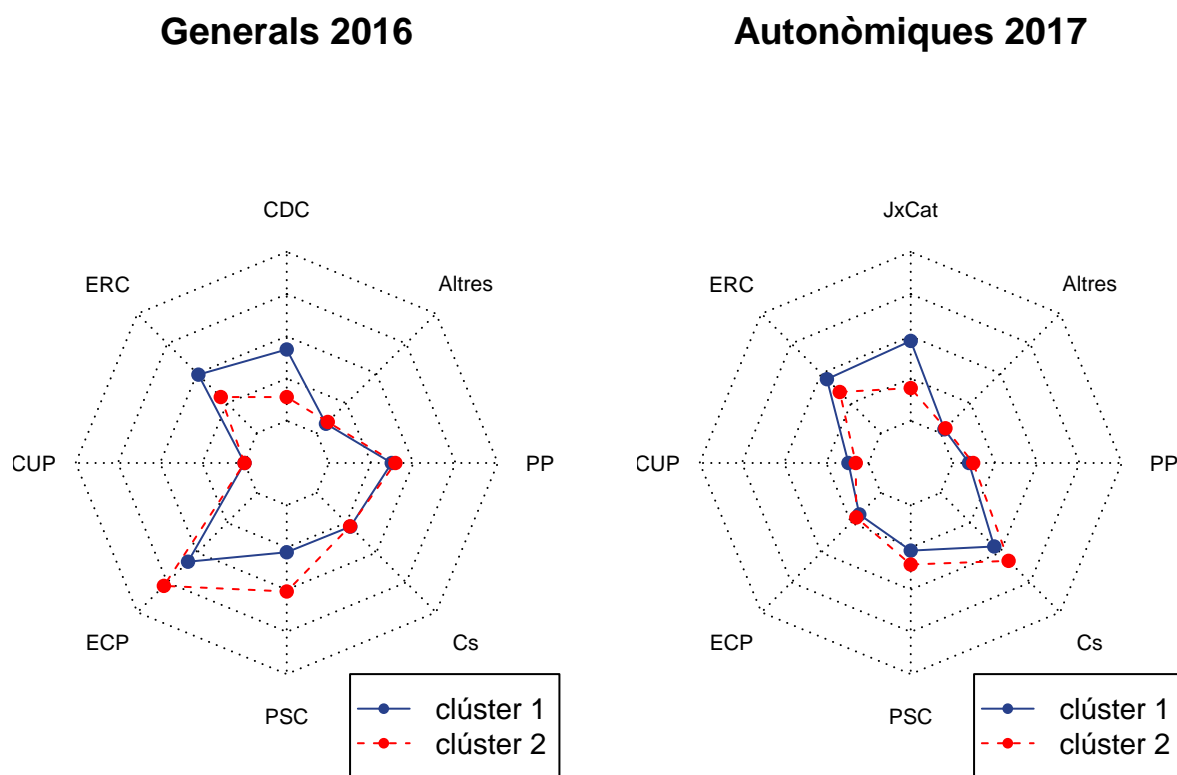 Generals 2016
CDC
Altres
ERC
CUP
PP
ECP
Cs
PSC
clúster 1
clúster 2
Autonòmiques 2017
JxCat
Altres
ERC
CUP
PP
ECP
Cs
PSC
clúster 1
clúster 2